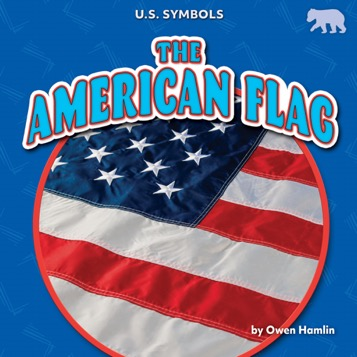 U.S. SYMBOLS
THE
AMERICAN FLAG
by Owen Hamlin